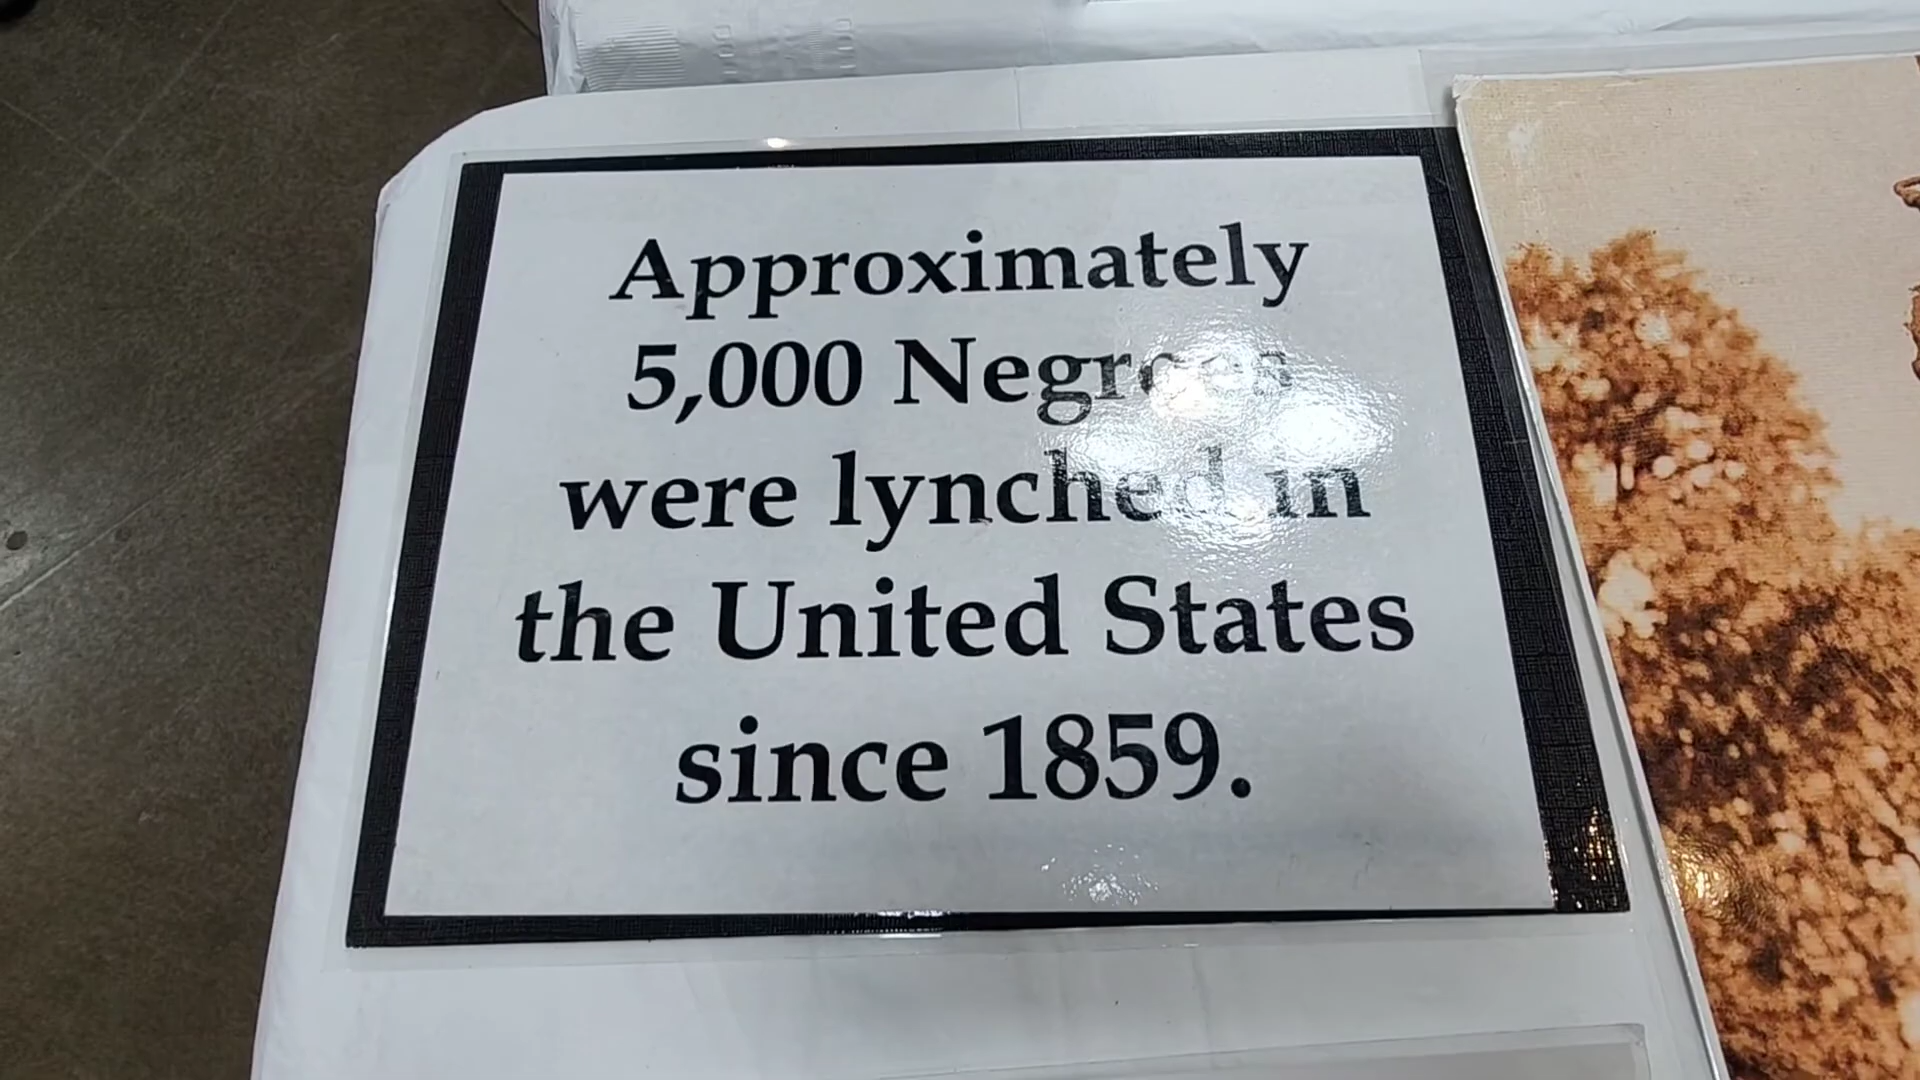 Approximately
5,000 Negroes
were lynched in
the United States
since 1859.